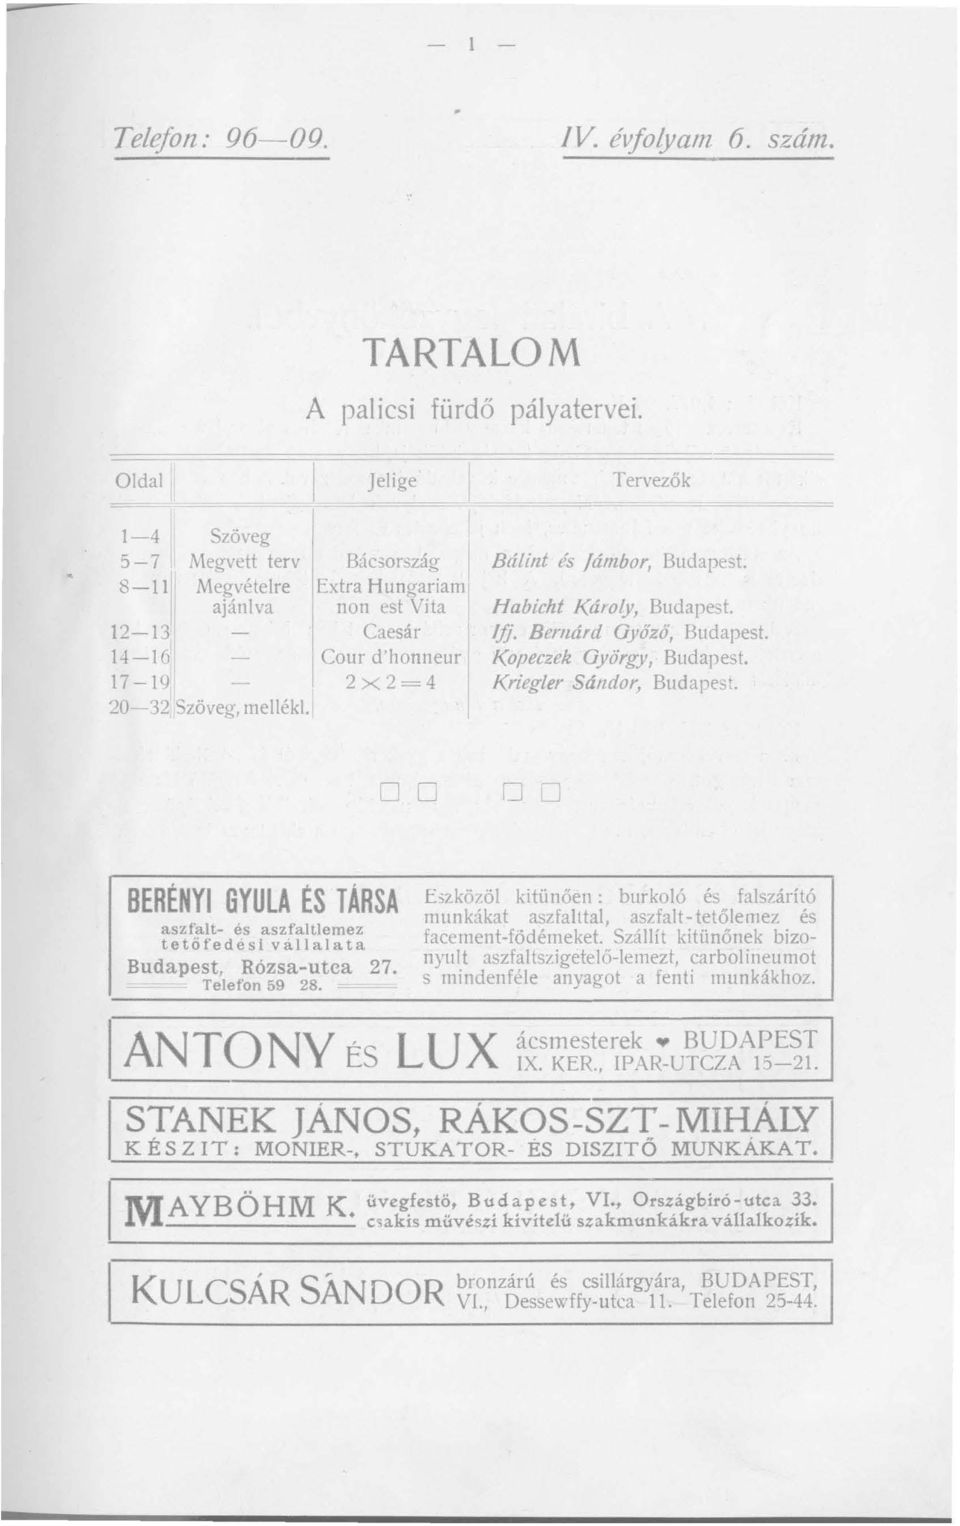 — 1 —
Telefon: 96—09. IV. évfolyam 6. szám.
TARTALOM
A palicsi fürdő pályatervei.
Oldal Jelige Tervezők
1—4 Szöveg
5—7 Megvett terv Bácsország Bálint és Jámbor, Budapest.
8—11 Megvételre Extra Hungariam
ajánlva non est Vita Habicht Károly, Budapest.
12—13 — Caesár Ifj. Bernárd Győző, Budapest.
14—16 — Cour d'honneur Kopeczek György, Budapest.
17—19 — 2×2=4 Kriegler Sándor, Budapest.
20—32 Szöveg, mellékl.
BERÉNYI GYULA ÉS TÁRSA
aszfalt- és aszfaltlemez
tetőfedési vállalata
Budapest, Rózsa-utca 27.
Telefon 59 28.
Eszközöl kitünően: burkoló és falszárító
munkákat aszfalttal, aszfalt-tetőlemez és
facement-födémeket. Szállít kitünőnek bizo-
nyult aszfaltszigetelő-lemezt, carbolineumot
s mindenféle anyagot a fenti munkákhoz.
ANTONY ÉS LUX ácsmesterek BUDAPEST
IX. KER., IPAR-UTCZA 15—21.
STANEK JÁNOS, RÁKOS-SZT-MIHÁLY
KÉSZIT: MONIER-, STUKATOR- ÉS DISZITŐ MUNKÁKAT.
MAYBÖHM K. üvegfestő, Budapest, VI., Országbiró-utca 33.
csakis művészi kivitelü szakmunkákra vállalkozik.
KULCSÁR SÁNDOR bronzárú és csillárgyára, BUDAPEST,
VI., Dessewffy-utca 11. Telefon 25-44.